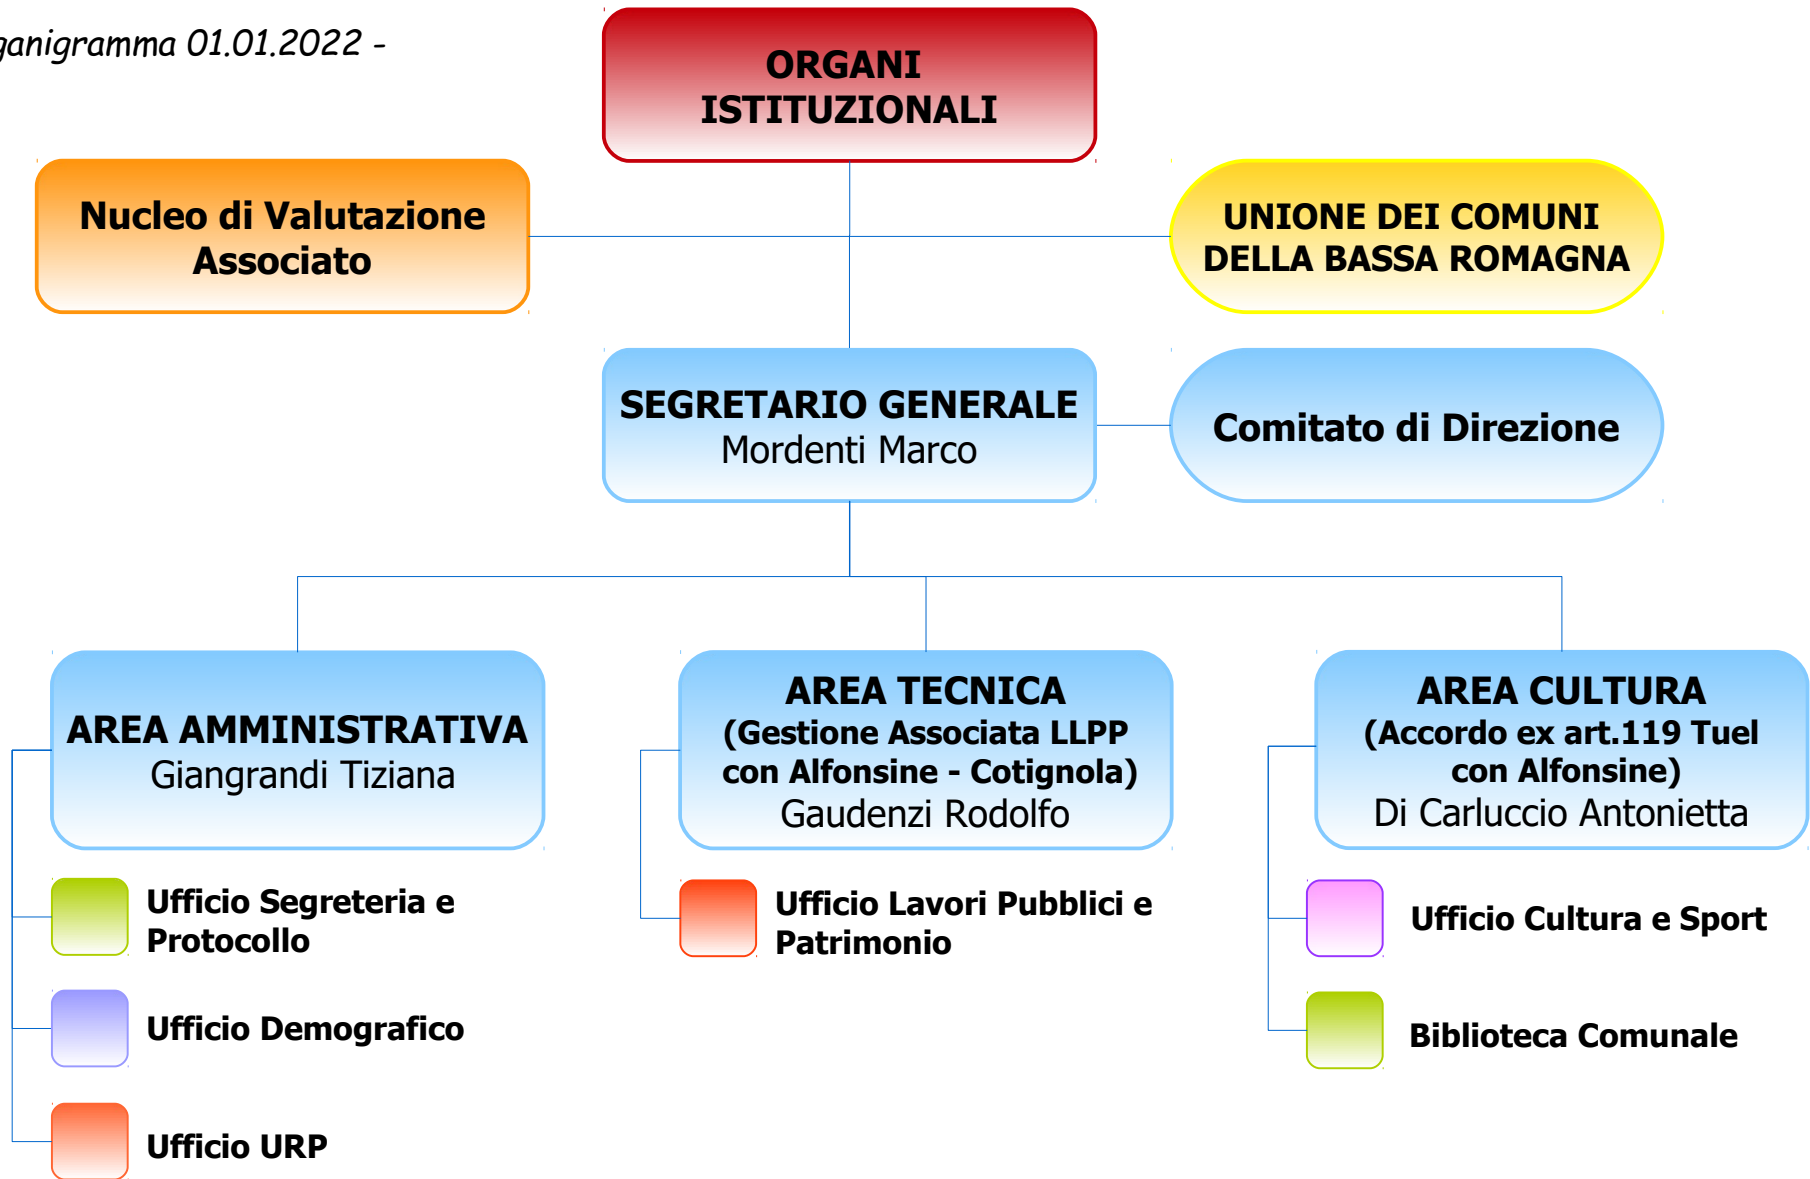 ganigramma 01.01.2022 -
ORGANI
ISTITUZIONALI
Nucleo di Valutazione
Associato
UNIONE DEI COMUNI
DELLA BASSA ROMAGNA
SEGRETARIO GENERALE
Mordenti Marco
Comitato di Direzione
AREA AMMINISTRATIVA
Giangrandi Tiziana
AREA TECNICA
(Gestione Associata LLPP
con Alfonsine - Cotignola)
Gaudenzi Rodolfo
AREA CULTURA
(Accordo ex art.119 Tuel
con Alfonsine)
Di Carluccio Antonietta
Ufficio Segreteria e
Protocollo
Ufficio Demografico
Ufficio URP
Ufficio Lavori Pubblici e
Patrimonio
Ufficio Cultura e Sport
Biblioteca Comunale